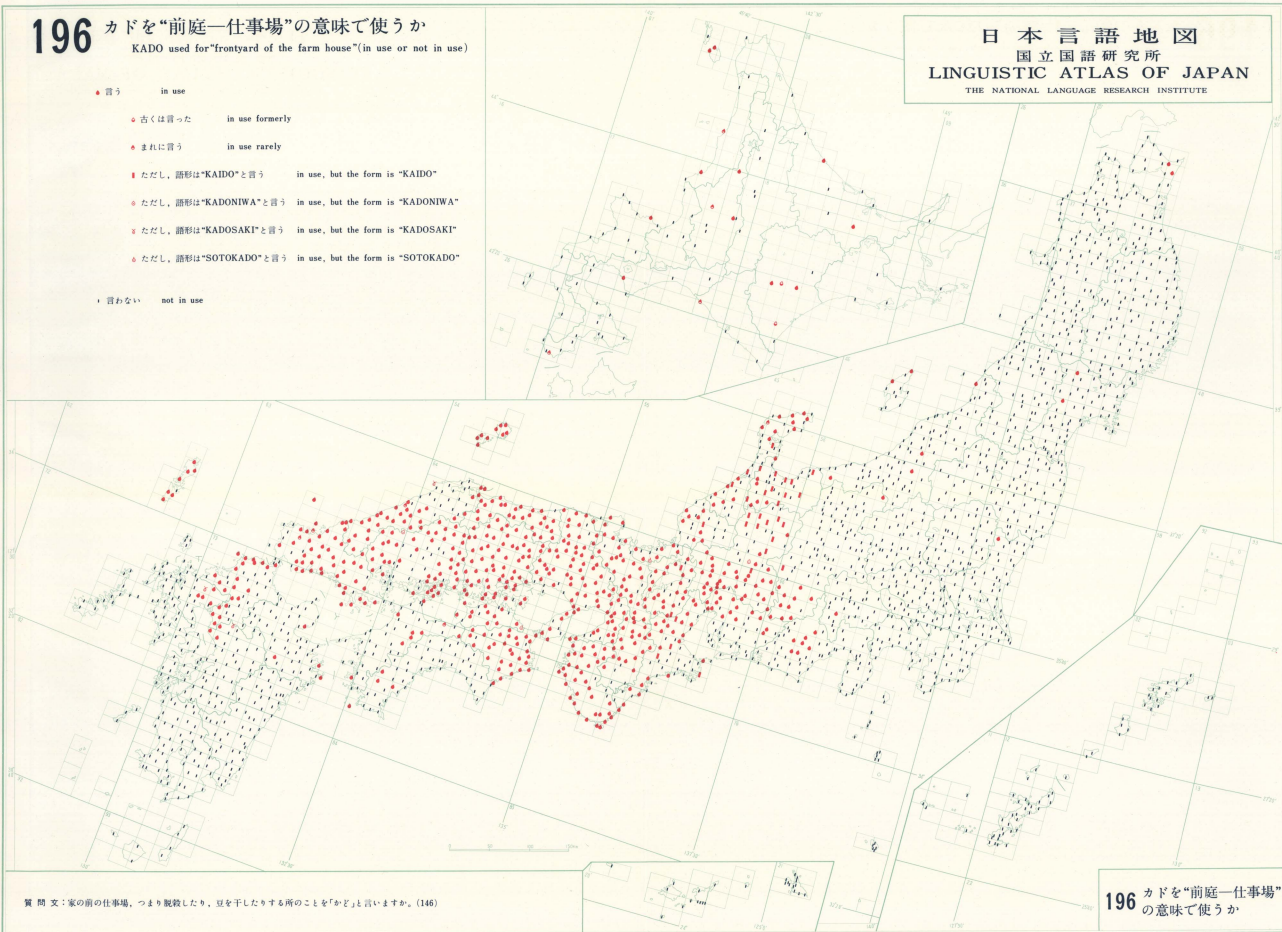 196 カドを“前庭―仕事場”の意味で使うか
KADO used for“frontyard of the farm house”(in use or not in use)
言う in use
古くは言った in use formerly
まれに言う in use rarely
ただし，語形は“KAIDO”と言う in use, but the form is “KAIDO”
ただし，語形は“KADONIWA”と言う in use, but the form is “KADONIWA”
ただし，語形は“KADOSAKI”と言う in use, but the form is “KADOSAKI”
ただし，語形は“SOTOKADO”と言う in use, but the form is “SOTOKADO”
言わない not in use
日本言語地図
国立国語研究所
LINGUISTIC ATLAS OF JAPAN
THE NATIONAL LANGUAGE RESEARCH INSTITUTE
質問文：家の前の仕事場，つまり脱穀したり，豆を干したりする所のことを「かど」と言いますか。(146)
196 カドを“前庭―仕事場”
の意味で使うか